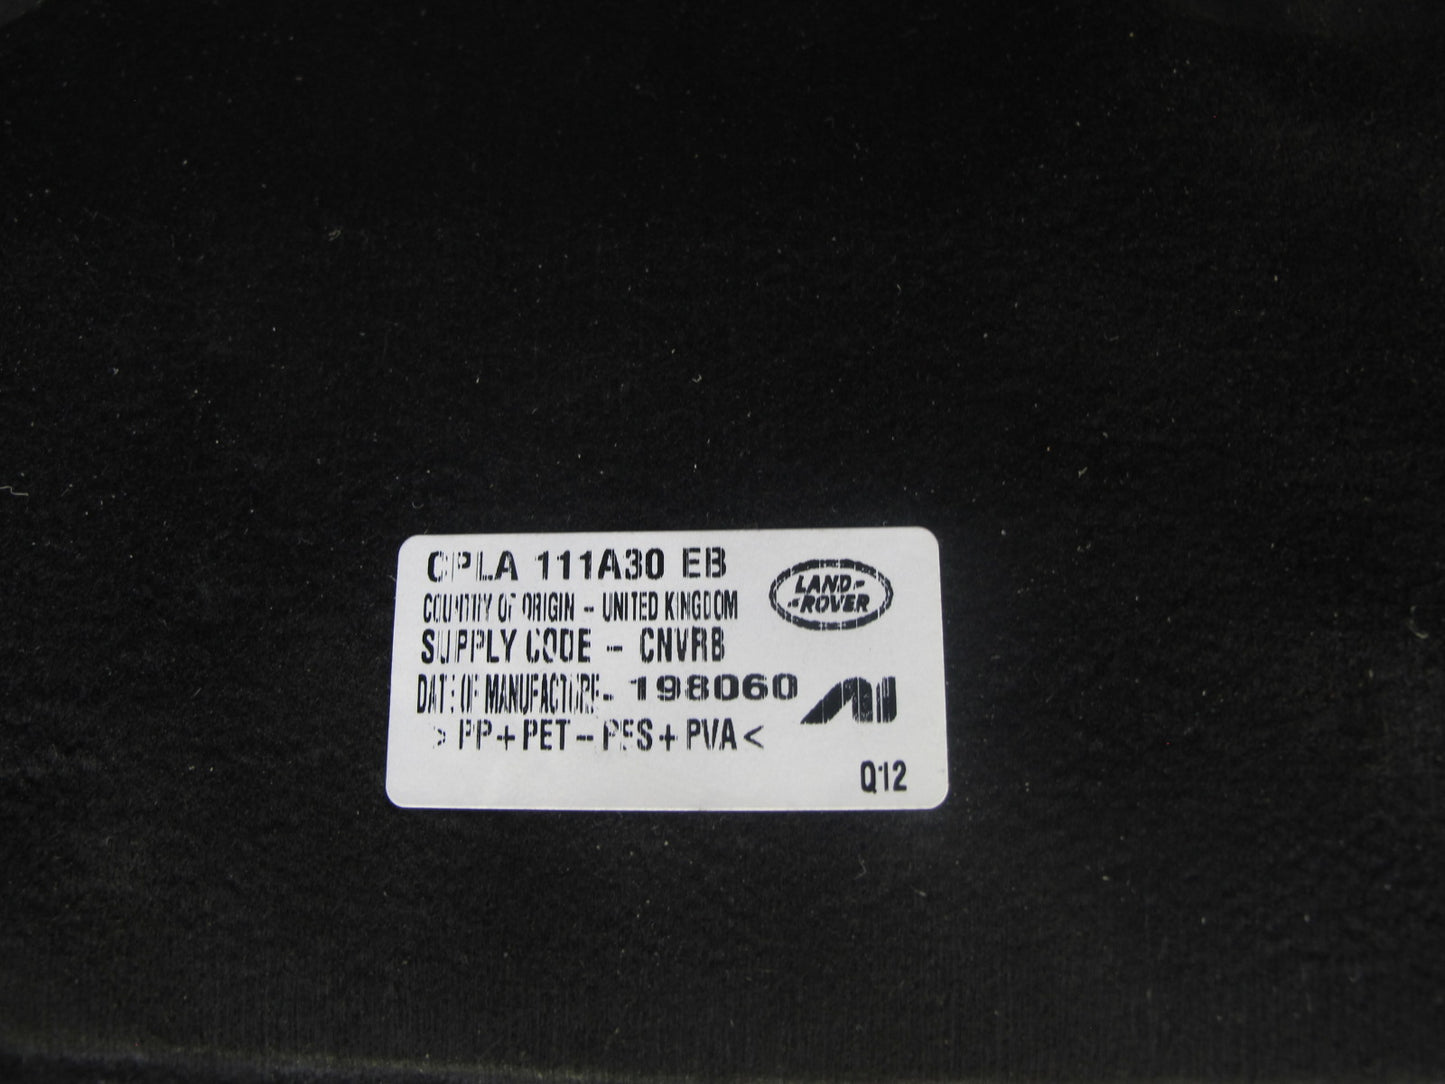 CPLA 111A30 EB
LAND-
-ROVER
COUNTRY OF ORIGIN - UNITED KINGDOM
SUPPLY CODE - CNVRB
DATE OF MANUFACTURE - 198060
>PP+PET-PES+PVA<
Q12